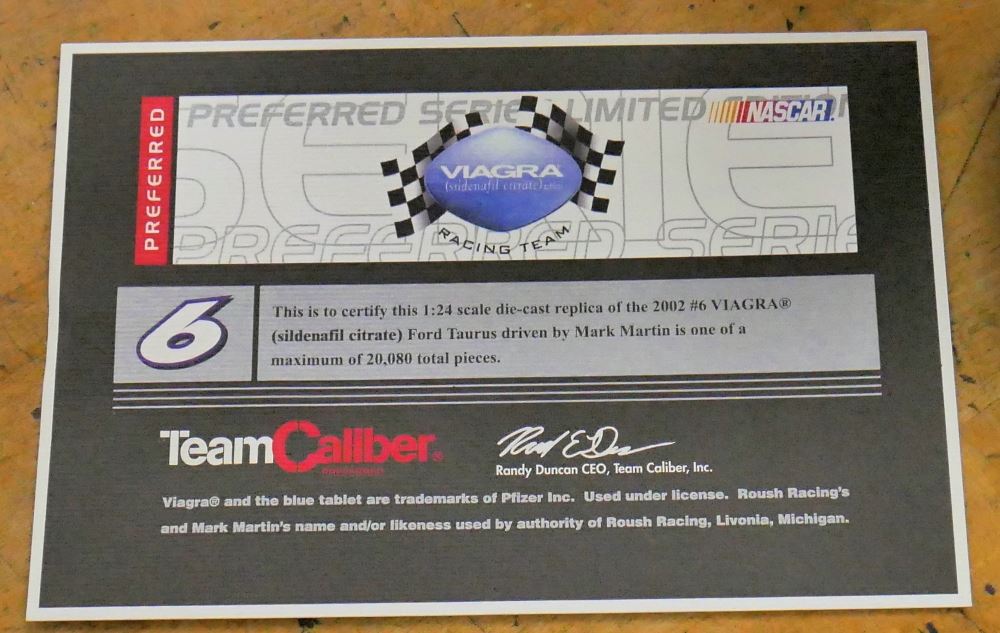 PREFERRED
PREFERRED SERIE LIMITED EDITION
NASCAR
VIAGRA
(sildenafil citrate)
RACING TEAM
PREFERRED SERIE
6
This is to certify this 1:24 scale die-cast replica of the 2002 #6 VIAGRA®
(sildenafil citrate) Ford Taurus driven by Mark Martin is one of a
maximum of 20,080 total pieces.
TeamCaliber®
PREFERRED
Randy Duncan CEO, Team Caliber, Inc.
Viagra® and the blue tablet are trademarks of Pfizer Inc. Used under license. Roush Racing's
and Mark Martin's name and/or likeness used by authority of Roush Racing, Livonia, Michigan.